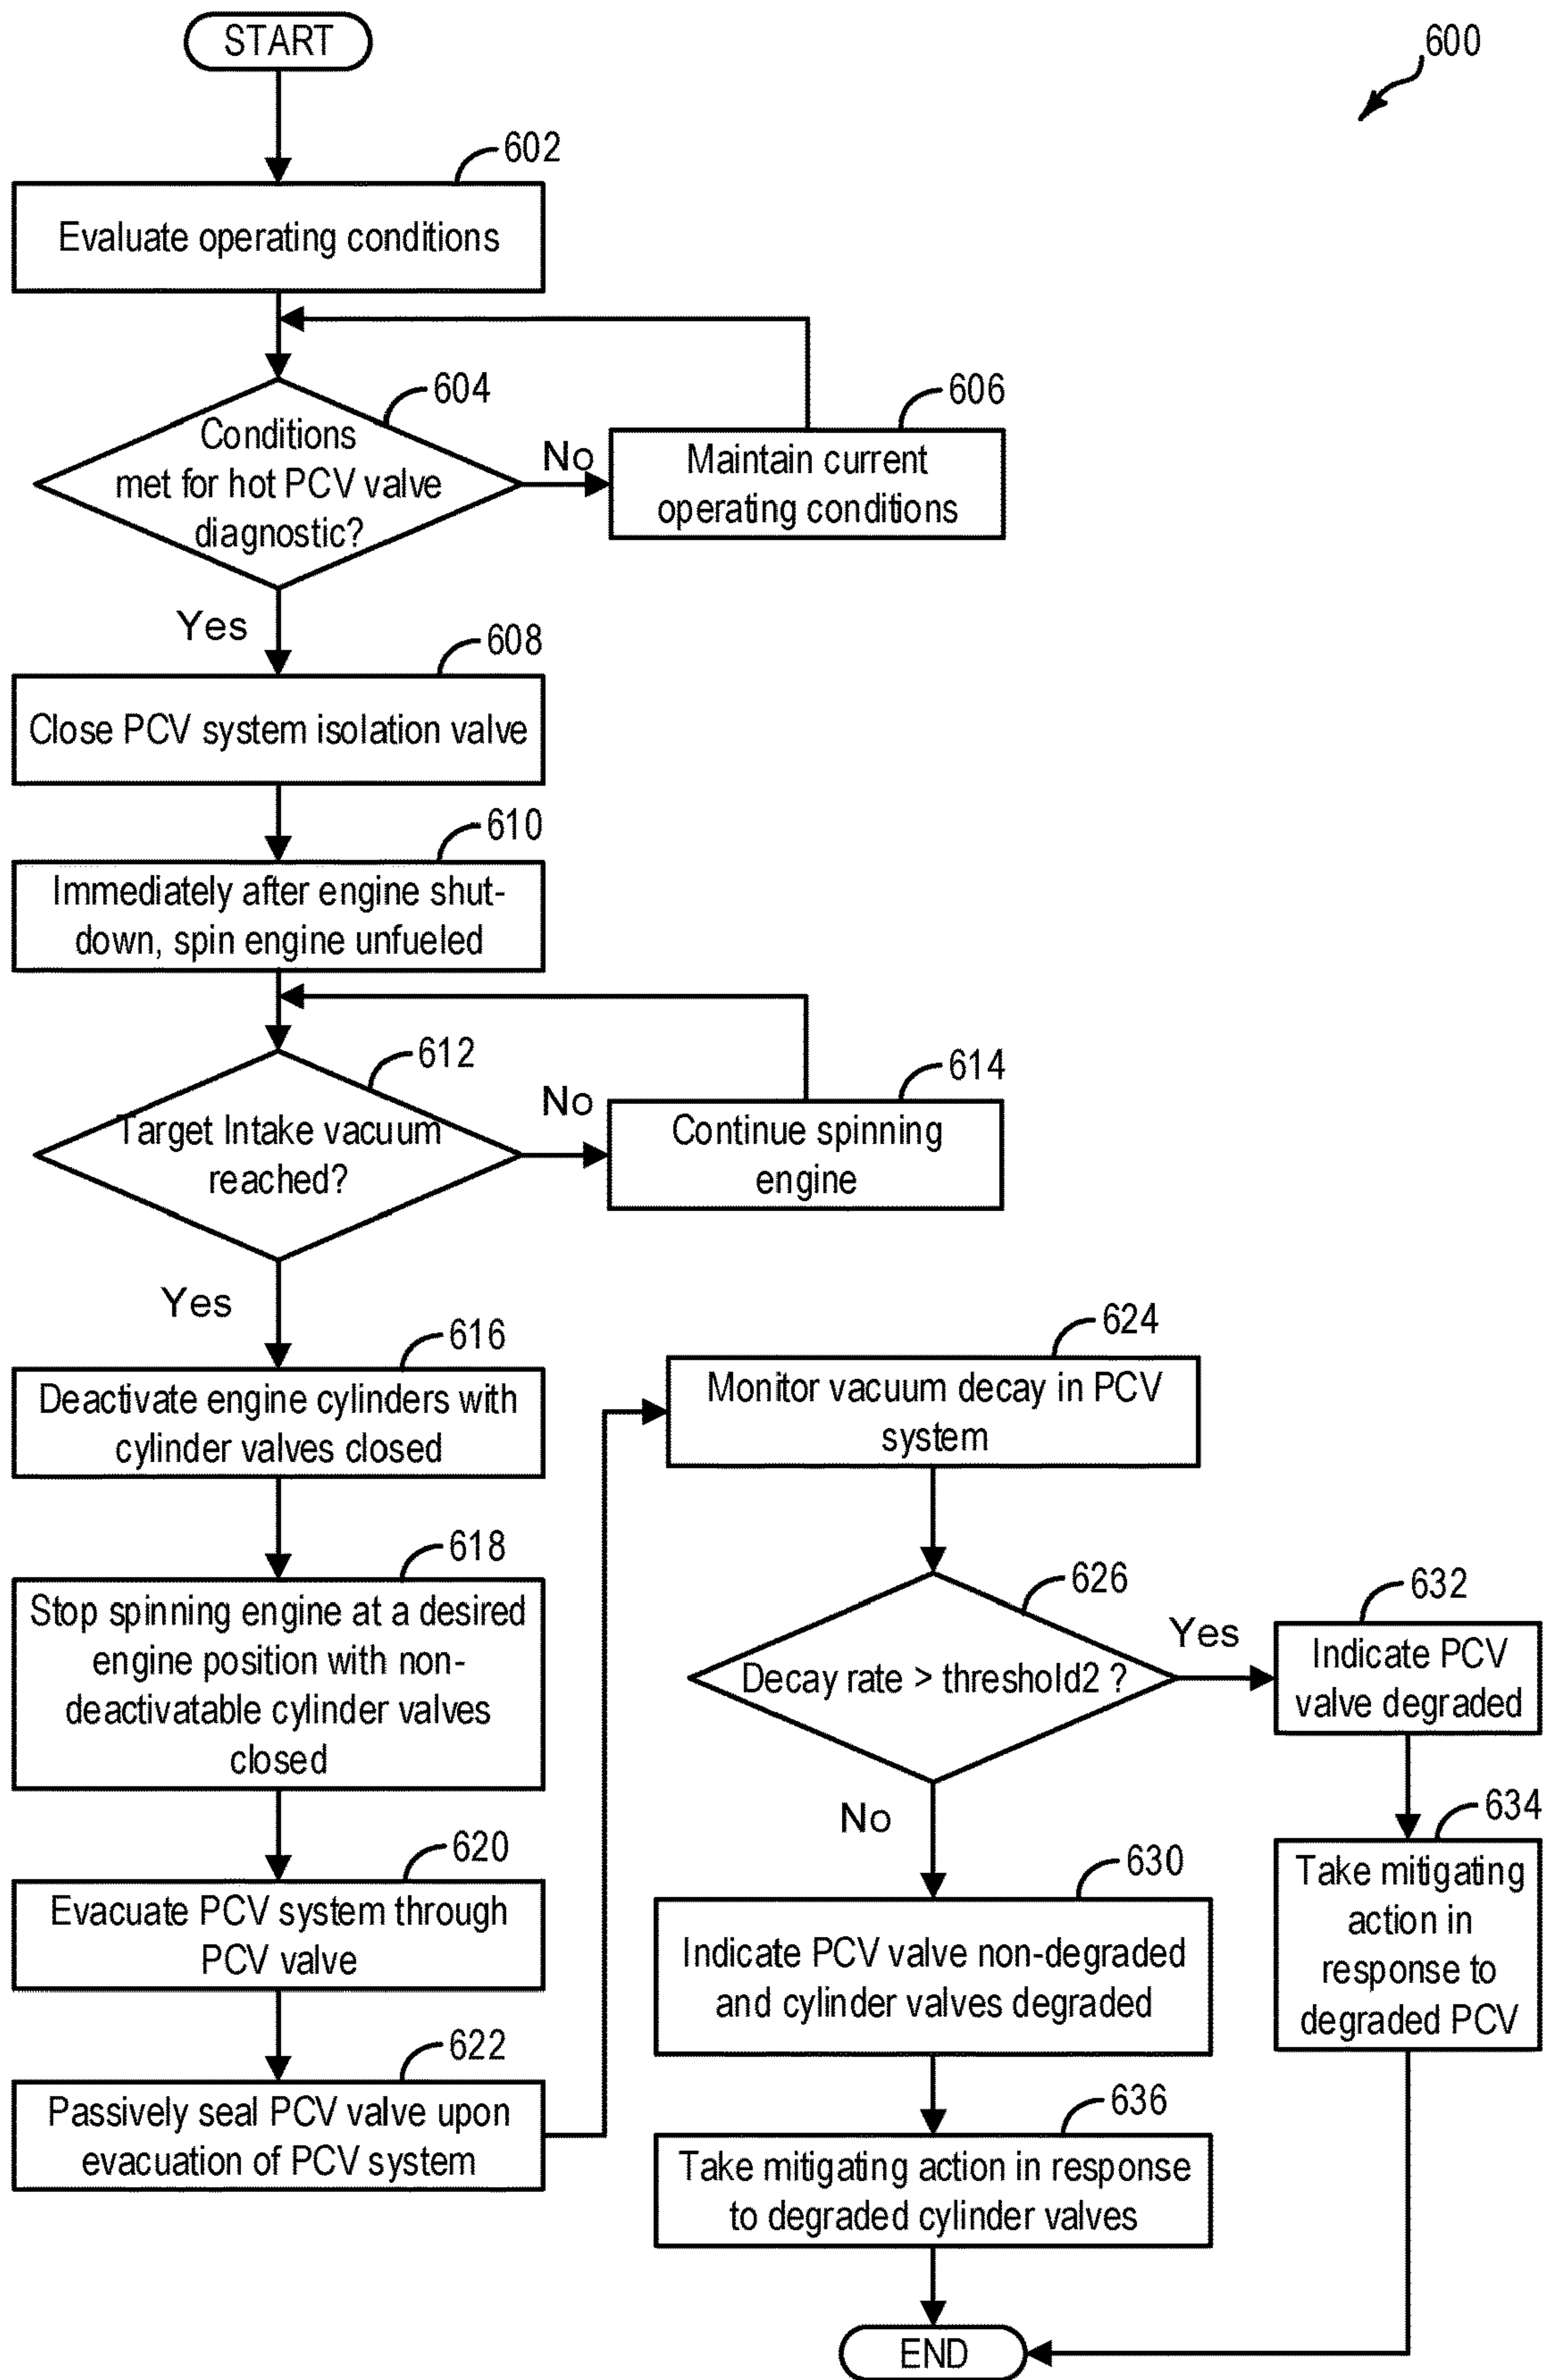 START
600
602
Evaluate operating conditions
604
Conditions
met for hot PCV valve
diagnostic?
No
606
Maintain current
operating conditions
Yes
608
Close PCV system isolation valve
610
Immediately after engine shut-
down, spin engine unfueled
612
Target Intake vacuum
reached?
No
614
Continue spinning
engine
Yes
616
Deactivate engine cylinders with
cylinder valves closed
618
Stop spinning engine at a desired
engine position with non-
deactivatable cylinder valves
closed
620
Evacuate PCV system through
PCV valve
622
Passively seal PCV valve upon
evacuation of PCV system
624
Monitor vacuum decay in PCV
system
626
Decay rate > threshold2 ?
Yes
632
Indicate PCV
valve degraded
634
Take mitigating
action in
response to
degraded PCV
No
630
Indicate PCV valve non-degraded
and cylinder valves degraded
636
Take mitigating action in response
to degraded cylinder valves
END